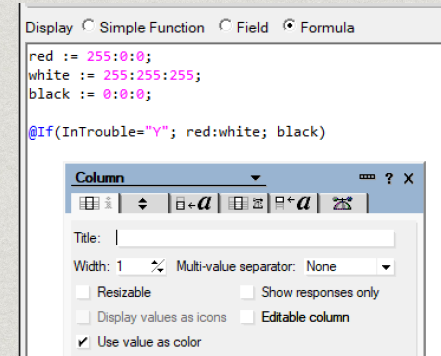 Display Simple Function Field Formula
red := 255:0:0;
white := 255:255:255;
black := 0:0:0;
@If(InTrouble="Y"; red:white; black)
Column ? X
i a a
Title:
Width: 1 Multi-value separator: None
Resizable Show responses only
Display values as icons Editable column
Use value as color